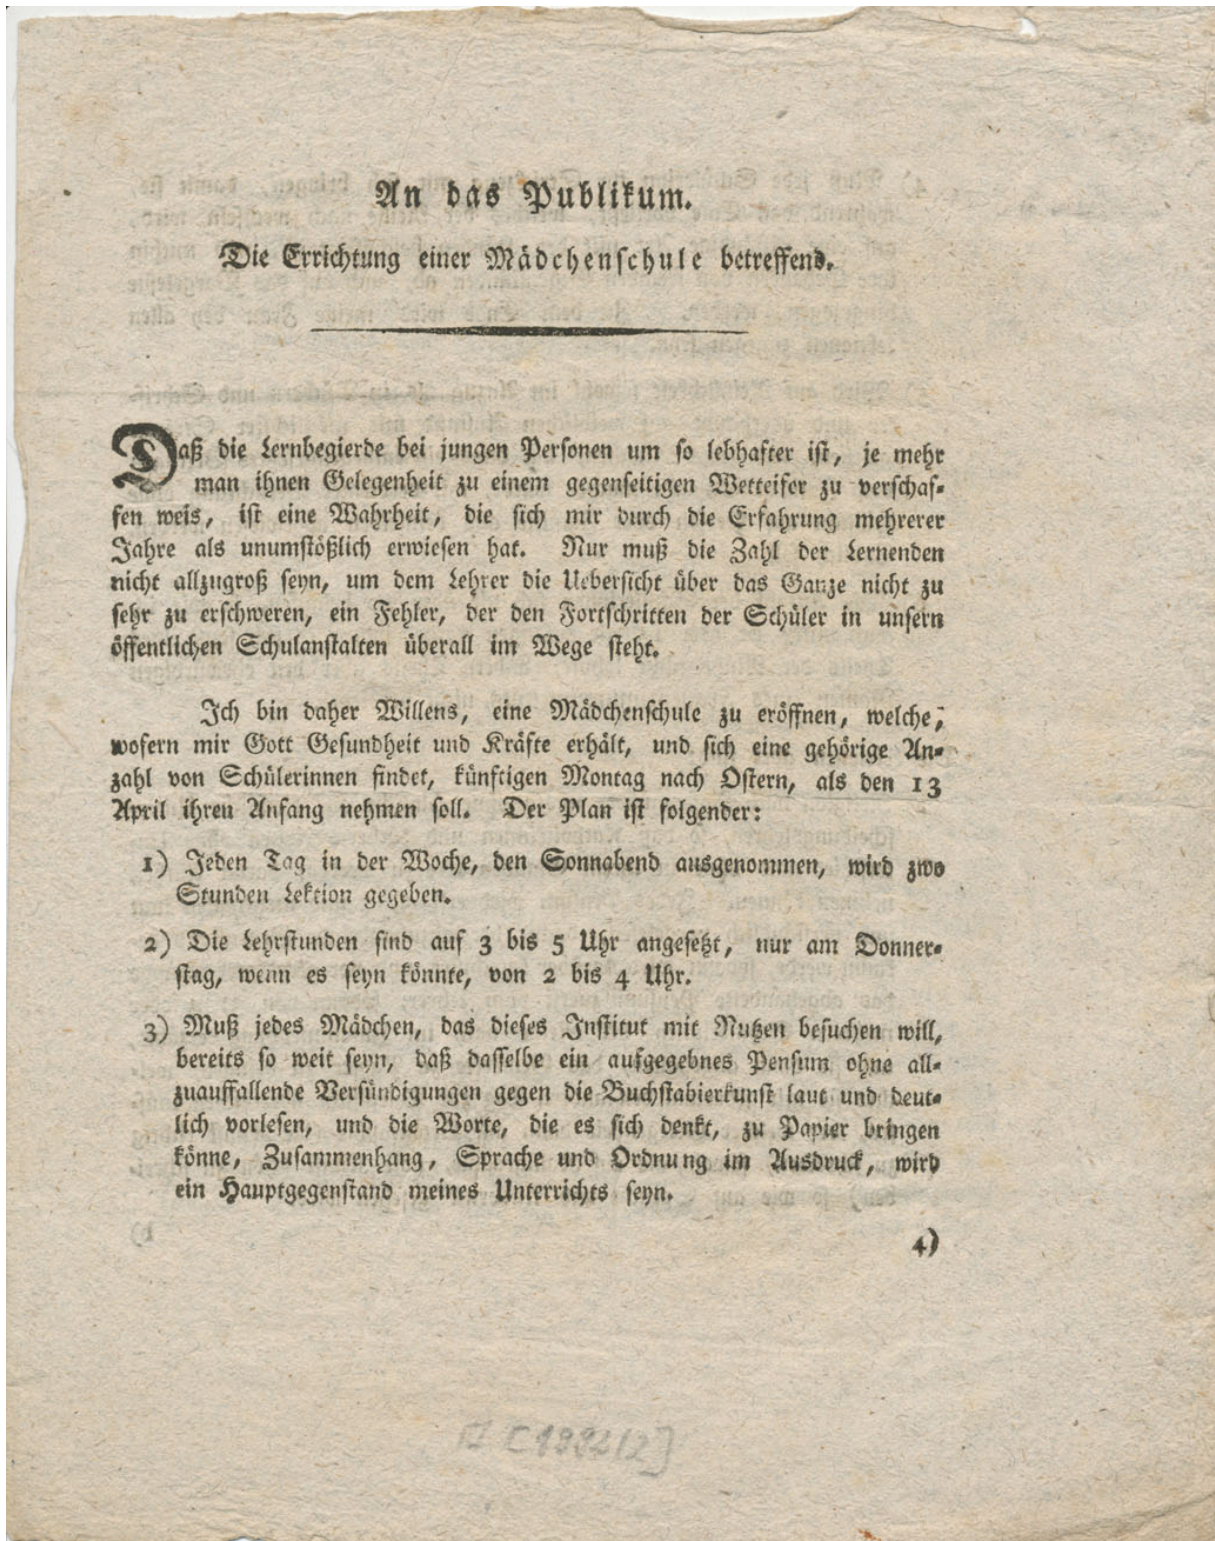 An das Publikum.
Die Errichtung einer Mädchenschule betreffend.
Daß die Lernbegierde bei jungen Personen um so lebhafter ist, je mehr
man ihnen Gelegenheit zu einem gegenseitigen Wetteifer zu verschaf-
fen weis, ist eine Wahrheit, die sich mir durch die Erfahrung mehrerer
Jahre als unumstößlich erwiesen hat. Nur muß die Zahl der Lernenden
nicht allzugroß seyn, um dem Lehrer die Uebersicht über das Ganze nicht zu
sehr zu erschweren, ein Fehler, der den Fortschritten der Schüler in unsern
öffentlichen Schulanstalten überall im Wege steht.
Ich bin daher Willens, eine Mädchenschule zu eröffnen, welche,
wofern mir Gott Gesundheit und Kräfte erhält, und sich eine gehörige An-
zahl von Schülerinnen findet, künftigen Montag nach Ostern, als den 13
April ihren Anfang nehmen soll. Der Plan ist folgender:
1) Jeden Tag in der Woche, den Sonnabend ausgenommen, wird zwo
Stunden Lektion gegeben.
2) Die Lehrstunden sind auf 3 bis 5 Uhr angesetzt, nur am Donner-
stag, wenn es seyn könnte, von 2 bis 4 Uhr.
3) Muß jedes Mädchen, das dieses Institut mit Nutzen besuchen will,
bereits so weit seyn, daß dasselbe ein aufgegebnes Pensum ohne all-
zuauffallende Versündigungen gegen die Buchstabierkunst laut und deut-
lich vorlesen, und die Worte, die es sich denkt, zu Papier bringen
könne, Zusammenhang, Sprache und Ordnung im Ausdruck, wird
ein Hauptgegenstand meines Unterrichts seyn.
4)